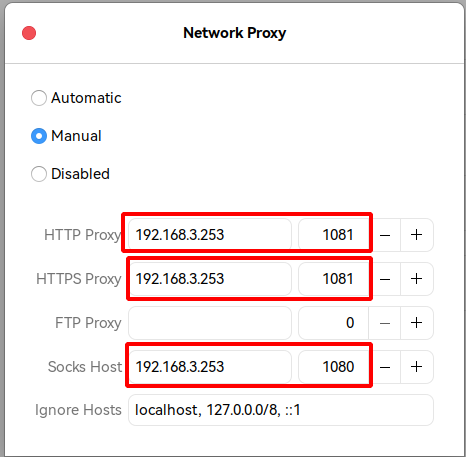 Network Proxy
Automatic
Manual
Disabled
HTTP Proxy 192.168.3.253 1081 − +
HTTPS Proxy 192.168.3.253 1081 − +
FTP Proxy 0 − +
Socks Host 192.168.3.253 1080 − +
Ignore Hosts localhost, 127.0.0.0/8, ::1